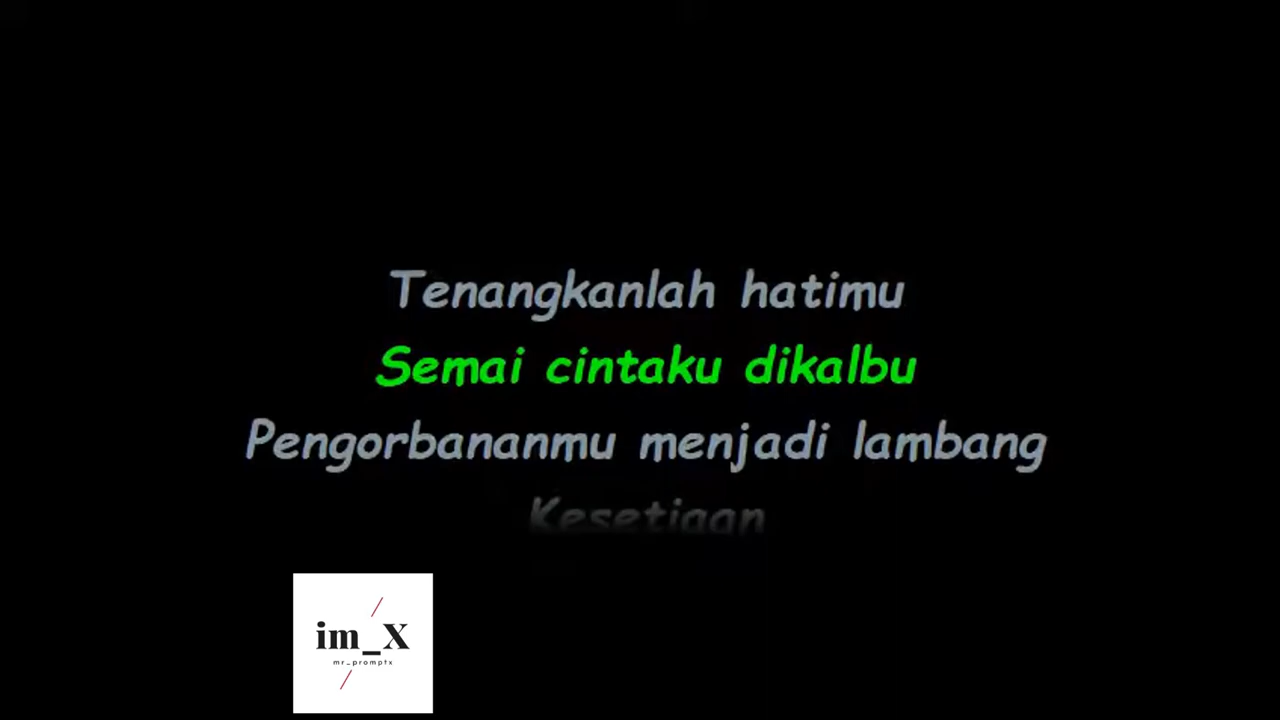 Tenangkanlah hatimu
Semai cintaku dikalbu
Pengorbananmu menjadi lambang
Kesetiaan
im_X
mr_promptx